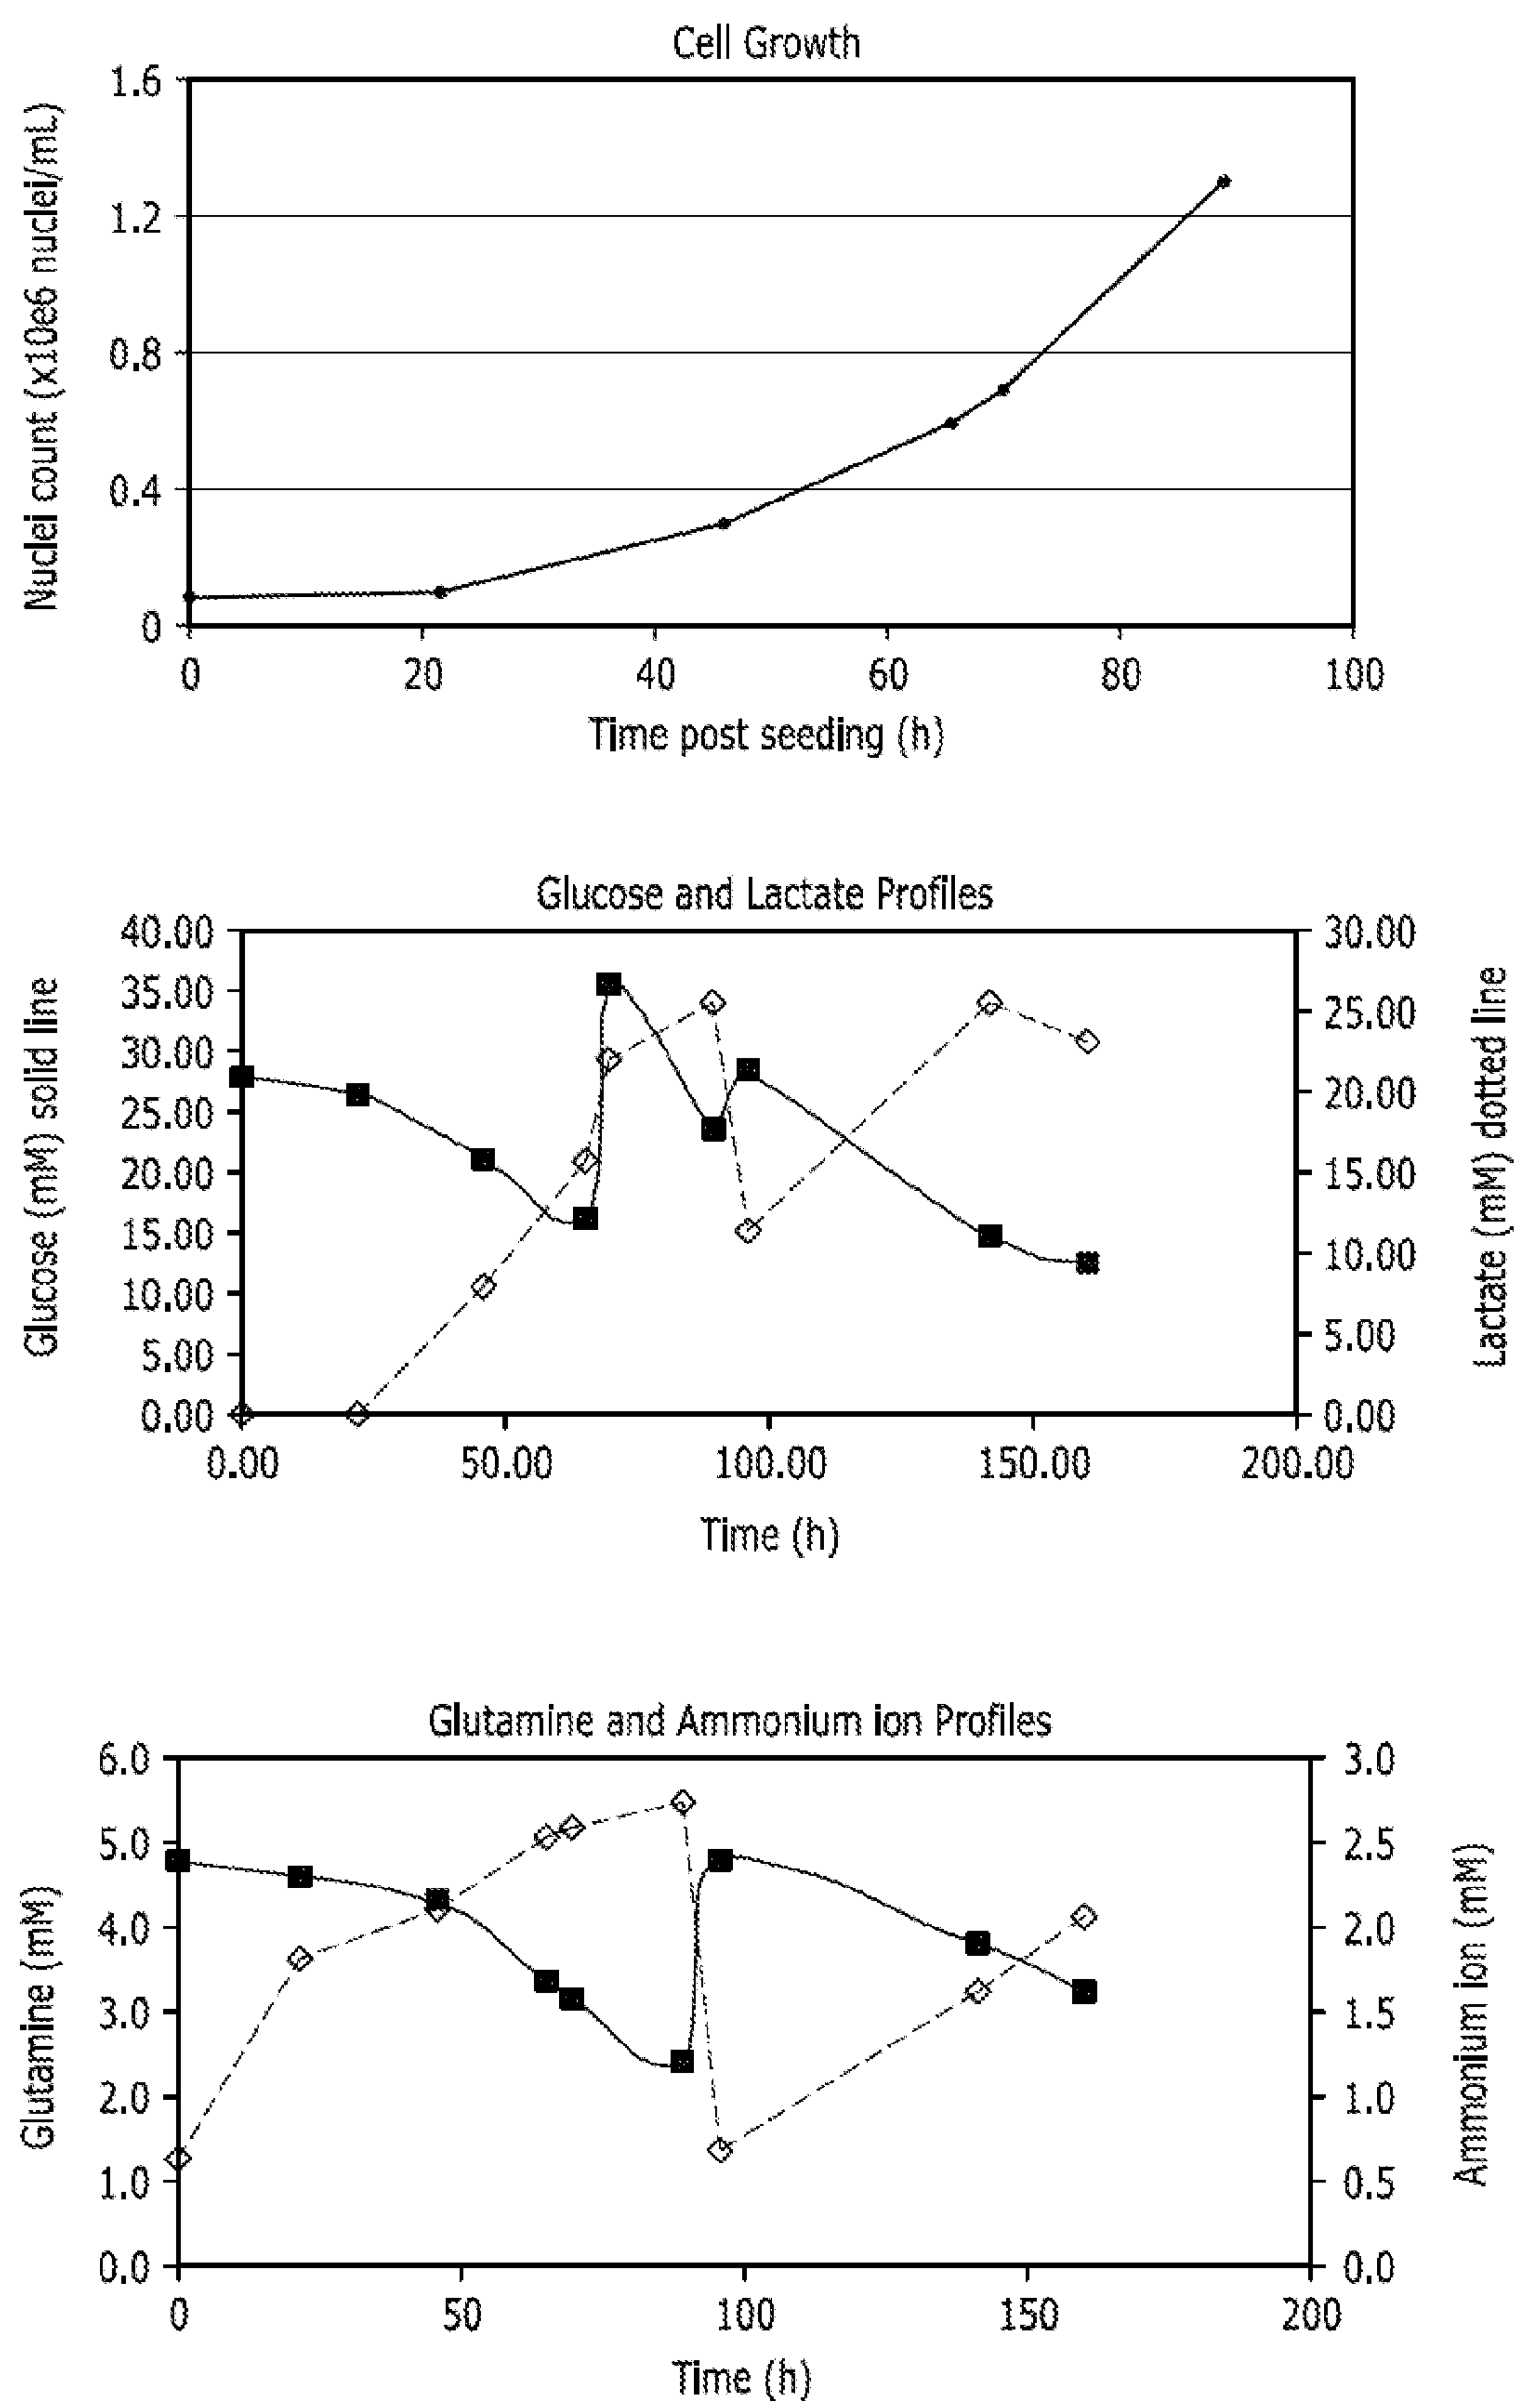 Cell Growth
Nuclei count (x10e6 nuclei/mL)
1.6
1.2
0.8
0.4
0
0 20 40 60 80 100
Time post seeding (h)
Glucose and Lactate Profiles
Glucose (mM) solid line
40.00
35.00
30.00
25.00
20.00
15.00
10.00
5.00
0.00
30.00
25.00
20.00
15.00
10.00
5.00
0.00
Lactate (mM) dotted line
0.00 50.00 100.00 150.00 200.00
Time (h)
Glutamine and Ammonium ion Profiles
Glutamine (mM)
6.0
5.0
4.0
3.0
2.0
1.0
0.0
3.0
2.5
2.0
1.5
1.0
0.5
0.0
Ammonium ion (mM)
0 50 100 150 200
Time (h)